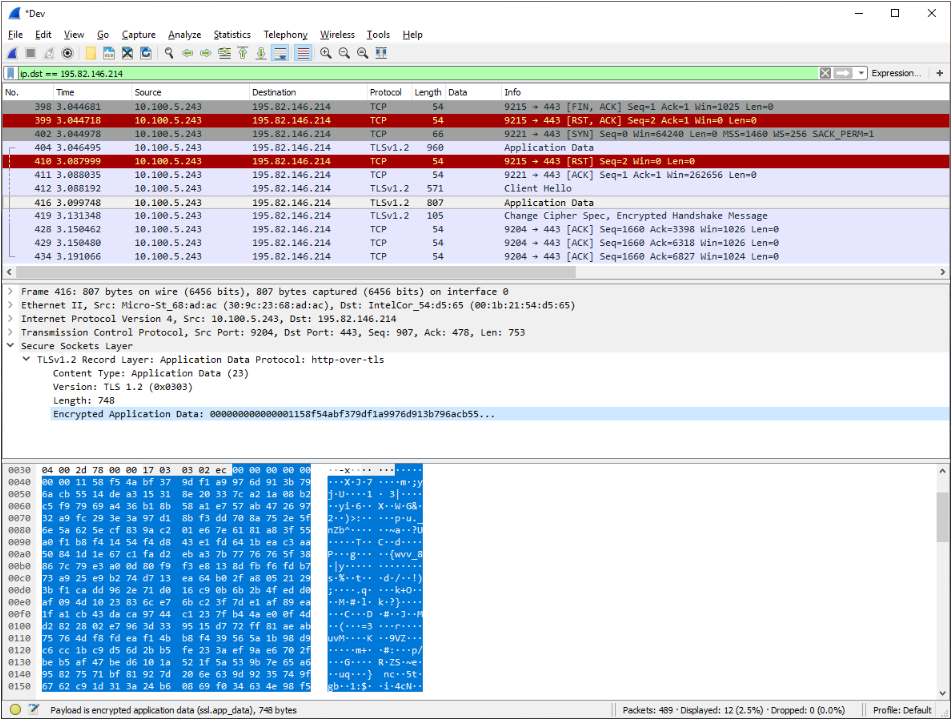 *Dev
File Edit View Go Capture Analyze Statistics Telephony Wireless Tools Help
ip.dst == 195.82.146.214 Expression... +
No. Time Source Destination Protocol Length Data Info
398 3.044681 10.100.5.243 195.82.146.214 TCP 54 9215 → 443 [FIN, ACK] Seq=1 Ack=1 Win=1025 Len=0
399 3.044718 10.100.5.243 195.82.146.214 TCP 54 9215 → 443 [RST, ACK] Seq=2 Ack=1 Win=0 Len=0
402 3.044978 10.100.5.243 195.82.146.214 TCP 66 9221 → 443 [SYN] Seq=0 Win=64240 Len=0 MSS=1460 WS=256 SACK_PERM=1
404 3.046495 10.100.5.243 195.82.146.214 TLSv1.2 960 Application Data
410 3.087999 10.100.5.243 195.82.146.214 TCP 54 9215 → 443 [RST] Seq=2 Win=0 Len=0
411 3.088035 10.100.5.243 195.82.146.214 TCP 54 9221 → 443 [ACK] Seq=1 Ack=1 Win=262656 Len=0
412 3.088192 10.100.5.243 195.82.146.214 TLSv1.2 571 Client Hello
416 3.099748 10.100.5.243 195.82.146.214 TLSv1.2 807 Application Data
419 3.131348 10.100.5.243 195.82.146.214 TLSv1.2 105 Change Cipher Spec, Encrypted Handshake Message
428 3.150462 10.100.5.243 195.82.146.214 TCP 54 9204 → 443 [ACK] Seq=1660 Ack=3398 Win=1026 Len=0
429 3.150480 10.100.5.243 195.82.146.214 TCP 54 9204 → 443 [ACK] Seq=1660 Ack=6318 Win=1026 Len=0
434 3.191066 10.100.5.243 195.82.146.214 TCP 54 9204 → 443 [ACK] Seq=1660 Ack=6827 Win=1024 Len=0
Frame 416: 807 bytes on wire (6456 bits), 807 bytes captured (6456 bits) on interface 0
Ethernet II, Src: Micro-St_68:ad:ac (30:9c:23:68:ad:ac), Dst: IntelCor_54:d5:65 (00:1b:21:54:d5:65)
Internet Protocol Version 4, Src: 10.100.5.243, Dst: 195.82.146.214
Transmission Control Protocol, Src Port: 9204, Dst Port: 443, Seq: 907, Ack: 478, Len: 753
Secure Sockets Layer
TLSv1.2 Record Layer: Application Data Protocol: http-over-tls
Content Type: Application Data (23)
Version: TLS 1.2 (0x0303)
Length: 748
Encrypted Application Data: 00000000000001158f54abf379df1a9976d913b796acb55...
0030 04 00 2d 78 00 00 17 03 03 02 ec 00 00 00 00 00 ··-x···· ········
0040 00 00 11 58 f5 4a bf 37 9d f1 a9 97 6d 91 3b 79 ···X·J·7 ····m·;y
0050 6a cb 55 14 de a3 15 31 8e 20 33 7c a2 1a 08 b2 j·U····1 · 3|····
0060 c5 f9 79 69 a4 36 b1 8b 58 a1 e7 57 ab 47 26 97 ··yi·6·· X··W·G&·
0070 32 a9 fc 29 3e 3a 97 d1 8b f3 dd 70 8a 75 2e 5f 2··)>:·· ···p·u._
0080 6e 5a 62 5e cf 83 9a c2 01 e6 7e 61 81 a8 3f 55 nZb^···· ··~a··?U
0090 a0 f1 b8 f4 14 54 f4 d8 43 e1 fd 64 1b ea c3 aa ·····T·· C··d····
00a0 50 84 1d 1e 67 c1 fa d2 eb a3 7b 77 76 76 5f 38 P···g··· ··{wvv_8
00b0 86 7c 79 e3 a0 0d 80 f9 f3 e8 13 8d fb f6 fd b7 ·|y····· ········
00c0 73 a9 25 e9 b2 74 d7 13 ea 64 b0 2f a8 05 21 29 s·%··t·· ·d·/··!)
00d0 3b f1 ca dd 96 2e 71 d0 16 c9 0b 6b 2b 4f ed d0 ;····.q· ···k+O··
00e0 af 09 4d 10 23 83 6c e7 6b c2 3f 7d e1 af 89 ea ··M·#·l· k·?}····
00f0 1f a1 cb 43 da ca 97 44 c1 23 7f b4 4a e0 0f 4d ···C···D ·#··J··M
0100 d2 82 28 02 e7 96 3d 33 95 15 d7 72 ff 81 ae ab ··(···=3 ···r····
0110 75 76 4d f8 fd ea f1 4b b8 f4 39 56 5a 1b 98 d9 uvM····K ··9VZ···
0120 c6 cc 1b c9 d5 6d 2b b5 fe 23 3a ef 9a e6 70 2f ·····m+· ·#:···p/
0130 be b5 af 47 be d6 10 1a 52 1f 5a 53 9b 7e 65 a6 ···G···· R·ZS·~e·
0140 95 82 75 71 bf 81 92 7d 20 6e 63 9d 92 35 74 9f ··uq···}  nc··5t·
0150 67 62 c9 1d 31 3a 24 b6 08 69 f0 34 63 4e 98 f5 gb··1:$· ·i·4cN··
Payload is encrypted application data (ssl.app_data), 748 bytes Packets: 489 · Displayed: 12 (2.5%) · Dropped: 0 (0.0%) Profile: Default